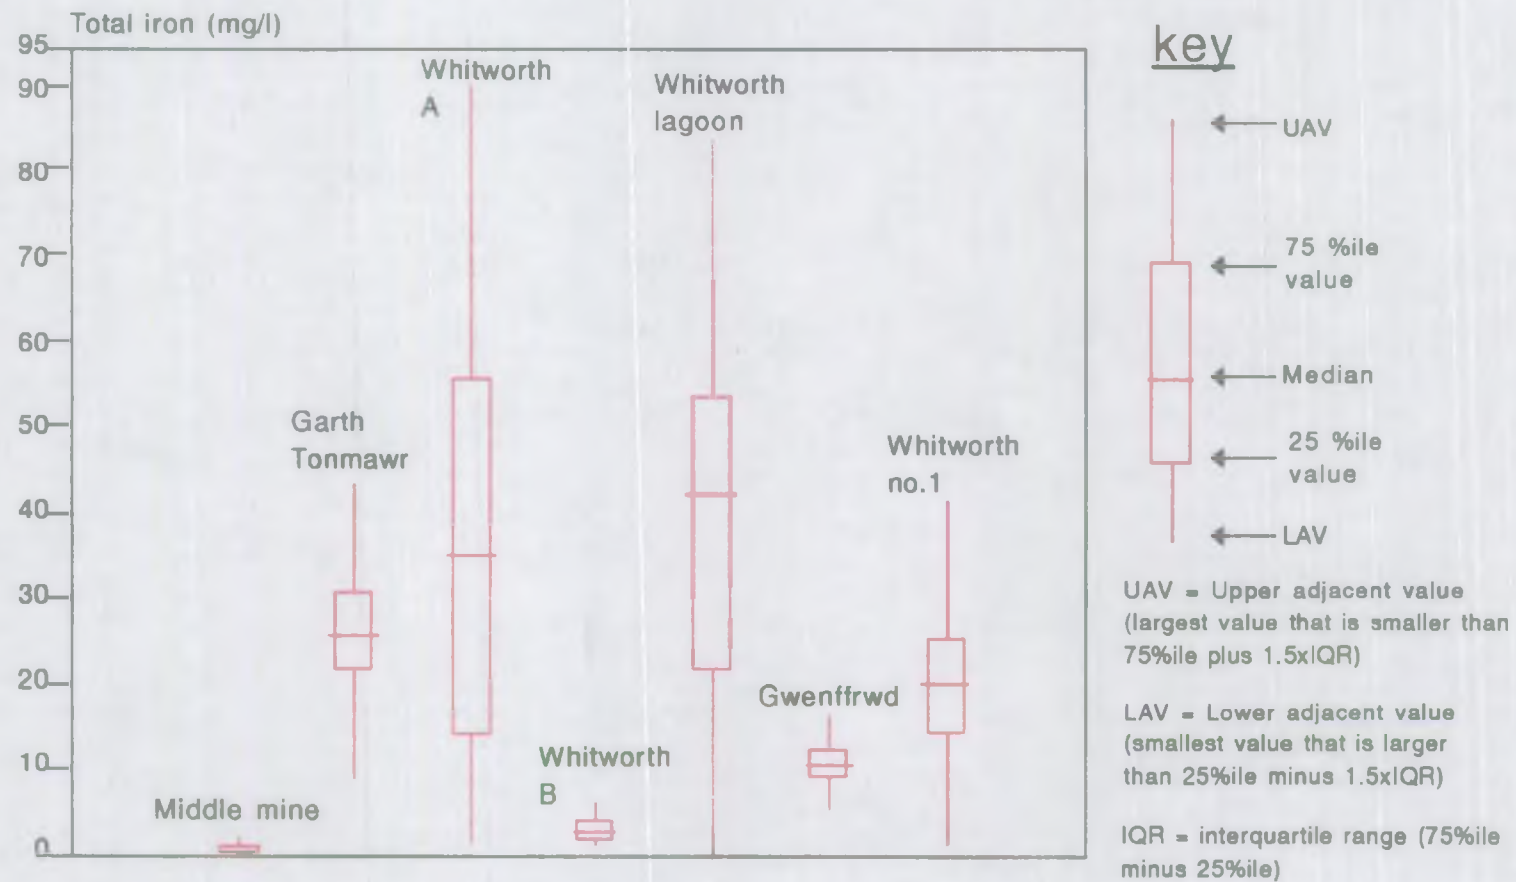 Total iron (mg/l)
95
90
80
70
60
50
40
30
20
10
0
Middle mine
Garth
Tonmawr
Whitworth
A
Whitworth
B
Whitworth
lagoon
Gwenffrwd
Whitworth
no.1
key
UAV
75 %ile
value
Median
25 %ile
value
LAV
UAV = Upper adjacent value
(largest value that is smaller than
75%ile plus 1.5xIQR)
LAV = Lower adjacent value
(smallest value that is larger
than 25%ile minus 1.5xIQR)
IQR = interquartile range (75%ile
minus 25%ile)